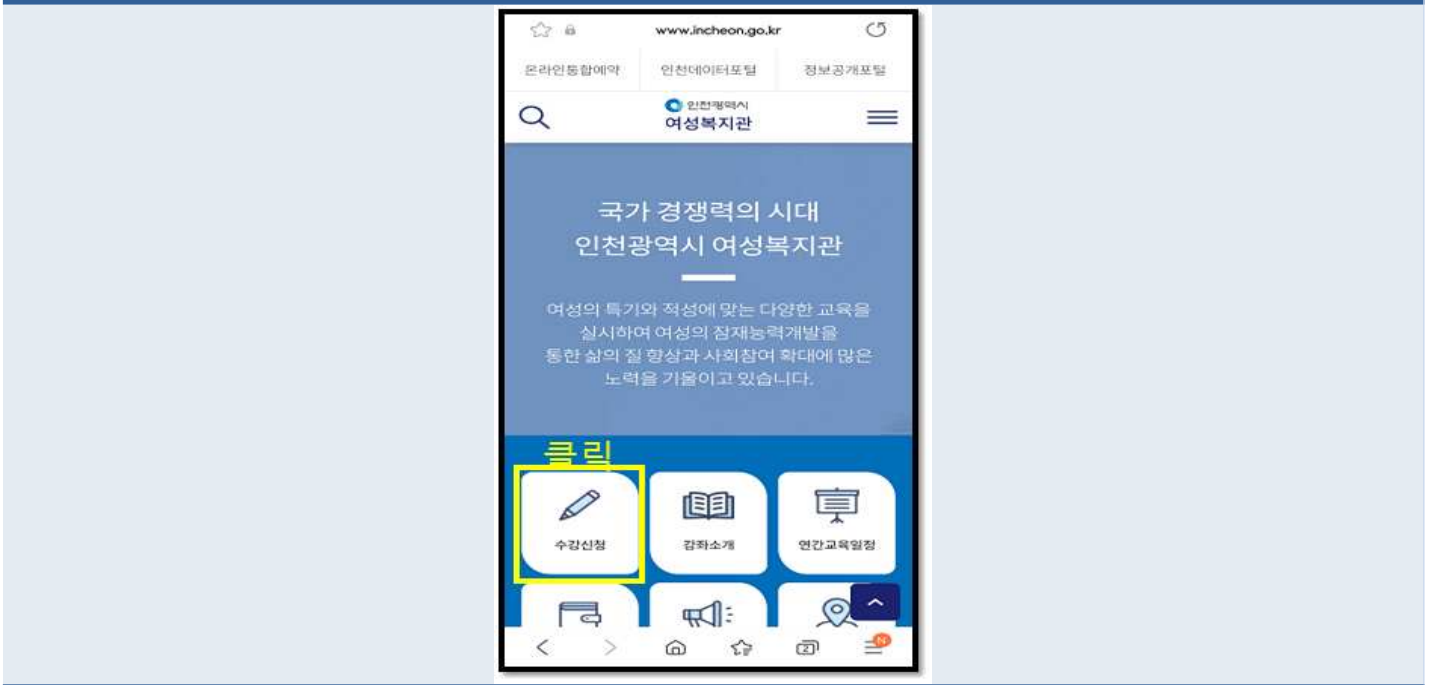 www.incheon.go.kr
온라인통합예약 인천데이터포털 정보공개포털
인천광역시
여성복지관
국가 경쟁력의 시대
인천광역시 여성복지관
여성의 특기와 적성에 맞는 다양한 교육을
실시하여 여성의 잠재능력개발을
통한 삶의 질 향상과 사회참여 확대에 많은
노력을 기울이고 있습니다.
클릭
수강신청 강좌소개 연간교육일정
2 N